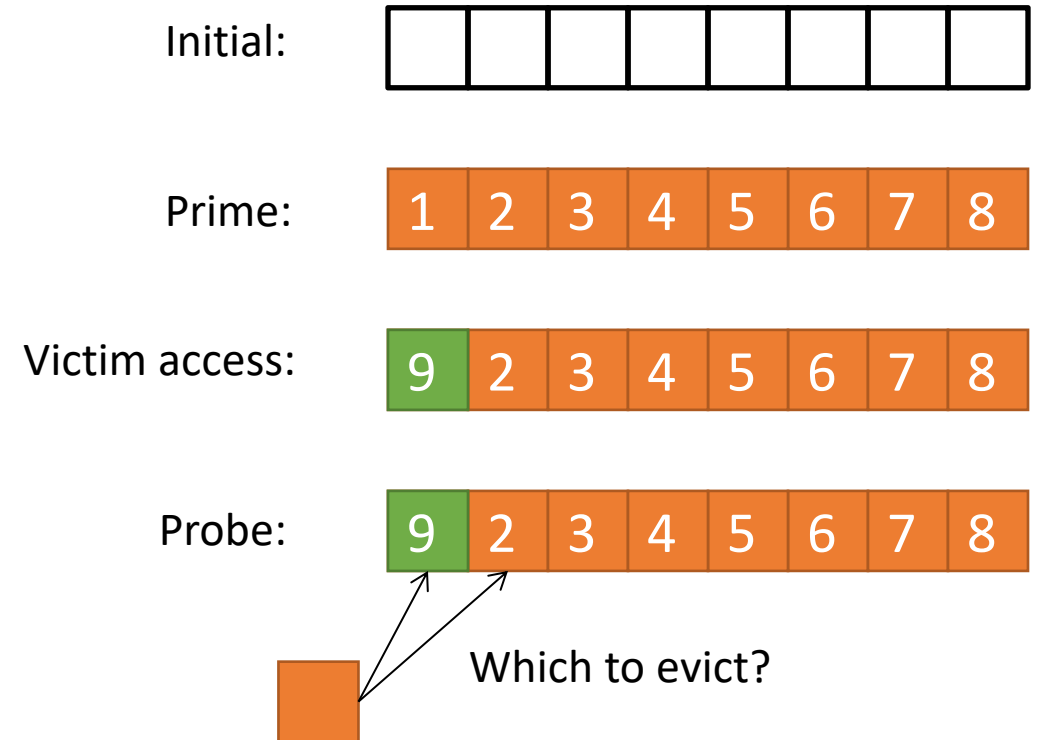 Initial:
Prime: 1 2 3 4 5 6 7 8
Victim access: 9 2 3 4 5 6 7 8
Probe: 9 2 3 4 5 6 7 8
Which to evict?